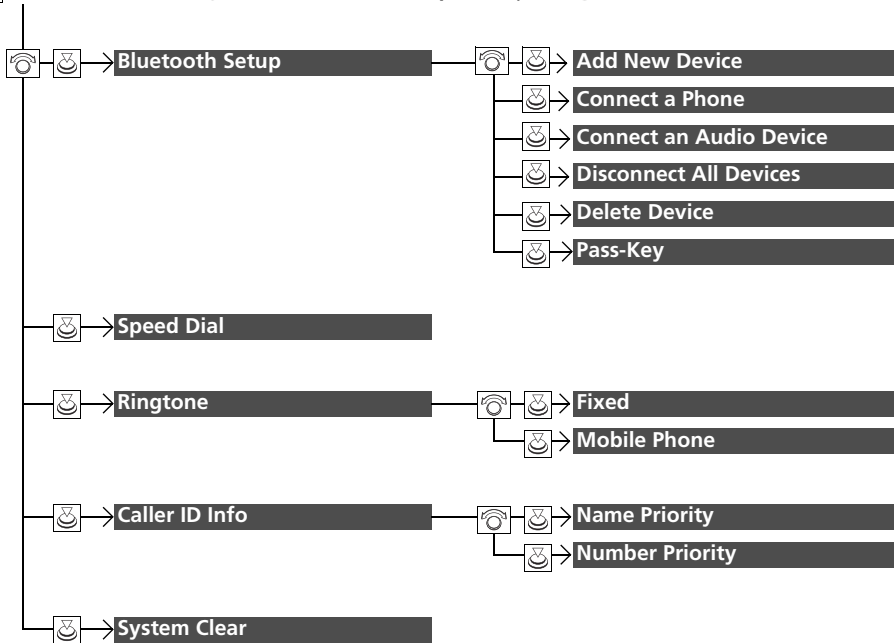 Bluetooth Setup
Add New Device
Connect a Phone
Connect an Audio Device
Disconnect All Devices
Delete Device
Pass-Key
Speed Dial
Ringtone
Fixed
Mobile Phone
Caller ID Info
Name Priority
Number Priority
System Clear